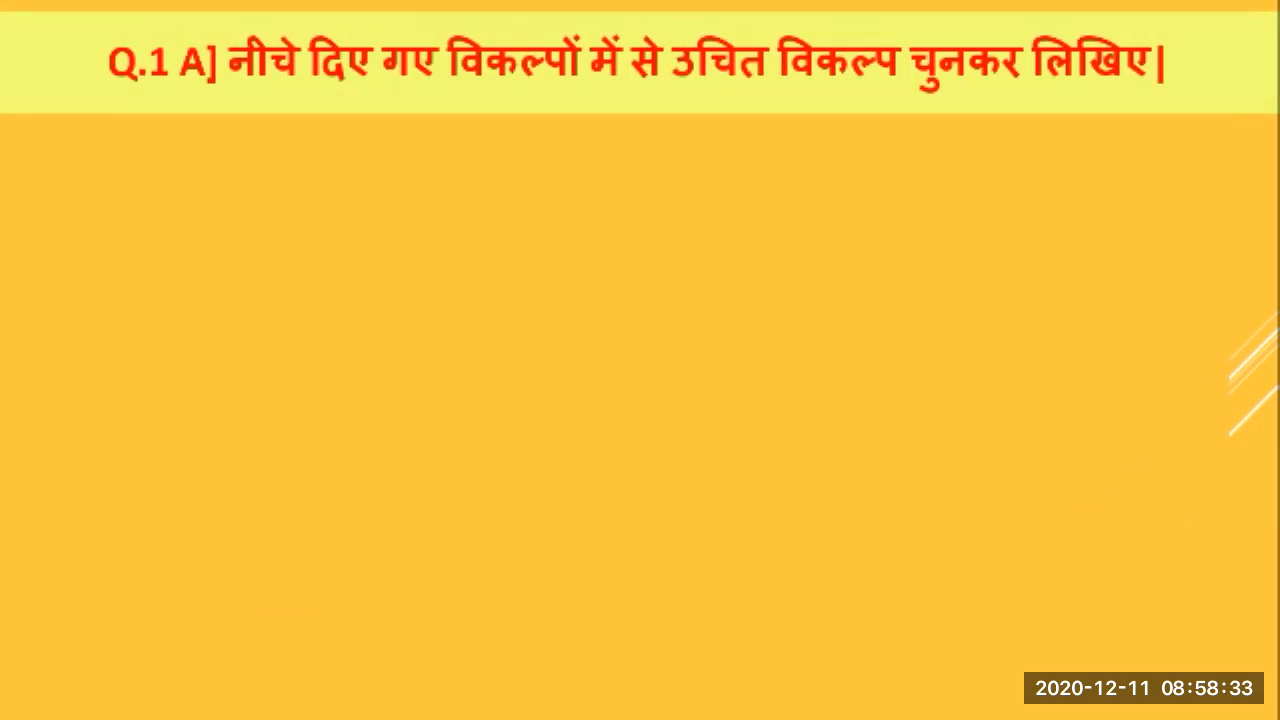 Q.1 A] नीचे दिए गए विकल्पों में से उचित विकल्प चुनकर लिखिए|
2020-12-11 08:58:33